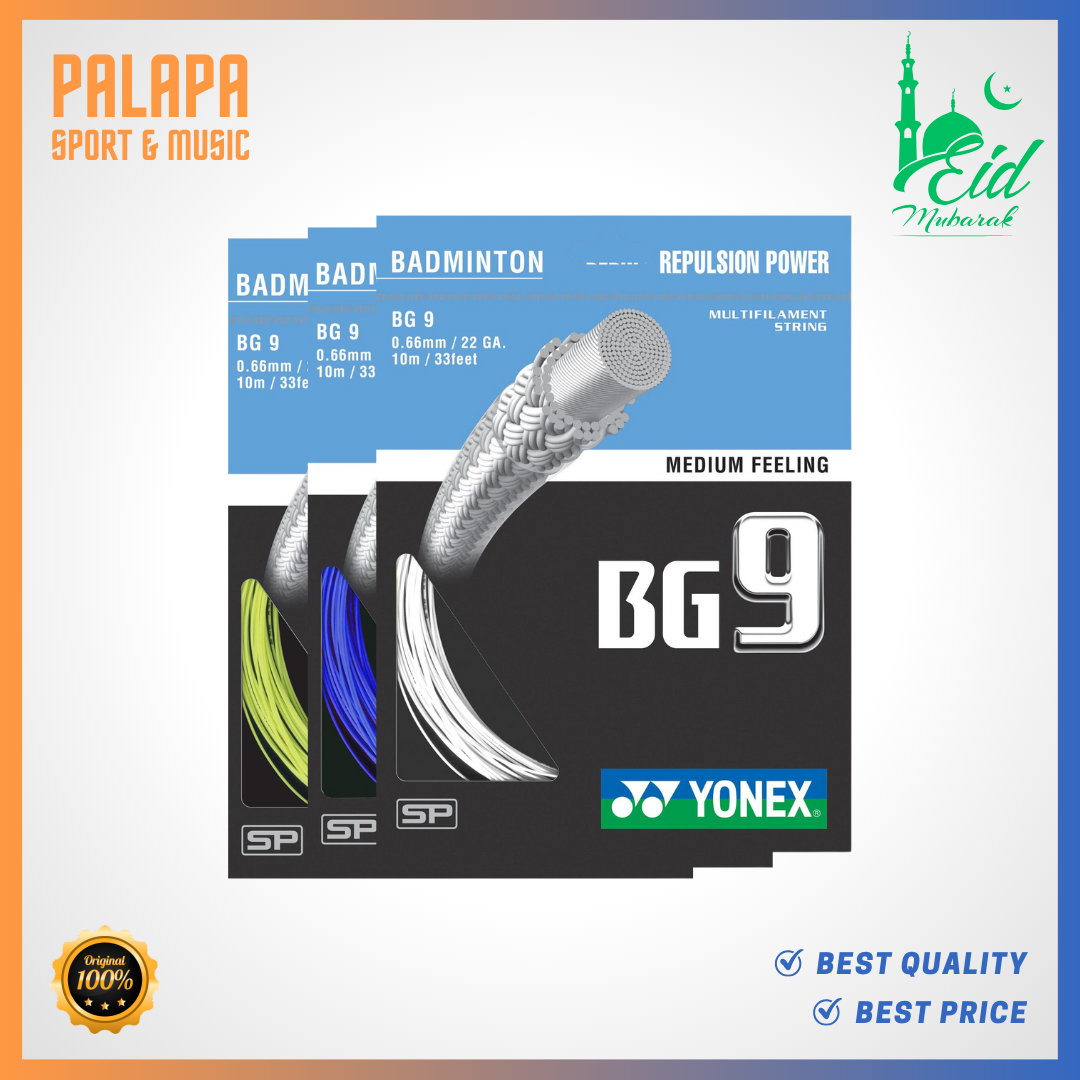 PALAPA
SPORT & MUSIC
Eid
Mubarak
BADM
BG 9
0.66mm /
10m / 33fe
SP
BADM
BG 9
0.66mm
10m / 33
SP
BADMINTON
REPULSION POWER
BG 9
0.66mm / 22 GA.
10m / 33feet
MULTIFILAMENT
STRING
MEDIUM FEELING
BG9
SP
YONEX®
Original
100%
BEST QUALITY
BEST PRICE